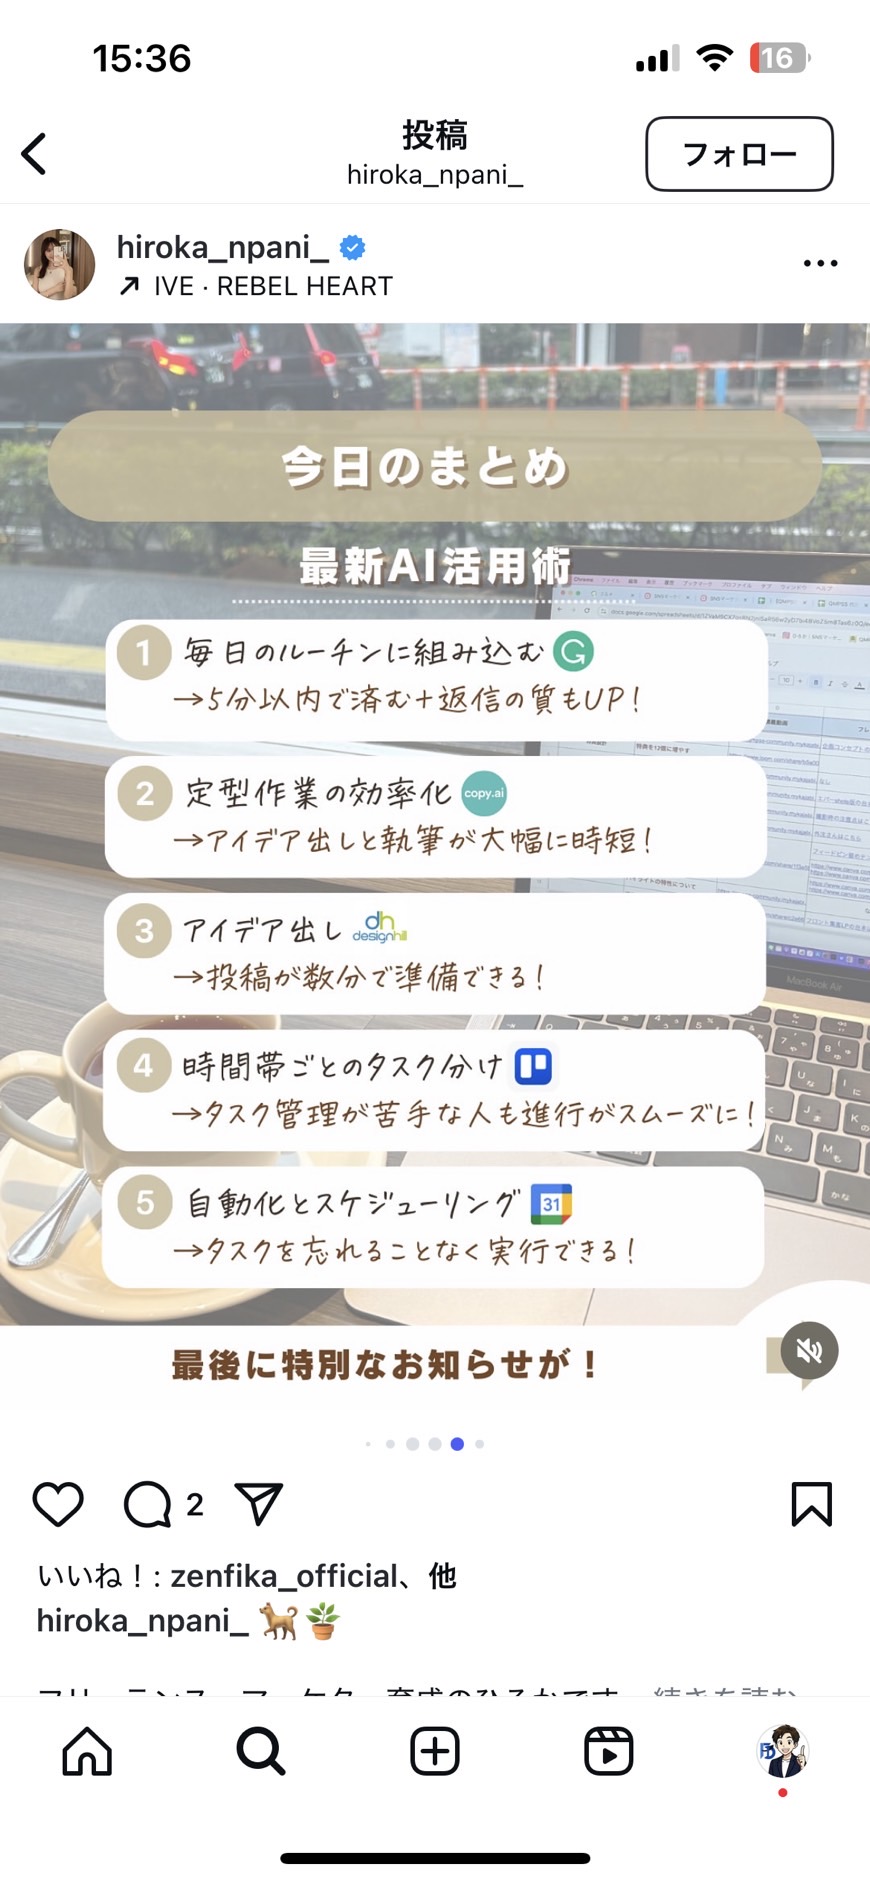 15:36
16
投稿
hiroka_npani_
フォロー
hiroka_npani_
IVE · REBEL HEART
今日のまとめ
最新AI活用術
1 毎日のルーチンに組み込む G
→5分以内で済む+返信の質もUP!
2 定型作業の効率化 copy.ai
→アイデア出しと執筆が大幅に時短!
3 アイデア出し dh designhill
→投稿が数分で準備できる!
4 時間帯ごとのタスク分け
→タスク管理が苦手な人も進行がスムーズに!
5 自動化とスケジューリング 31
→タスクを忘れることなく実行できる!
MacBook Air
最後に特別なお知らせが!
2
いいね!: zenfika_official、他
hiroka_npani_ 🐕🪴